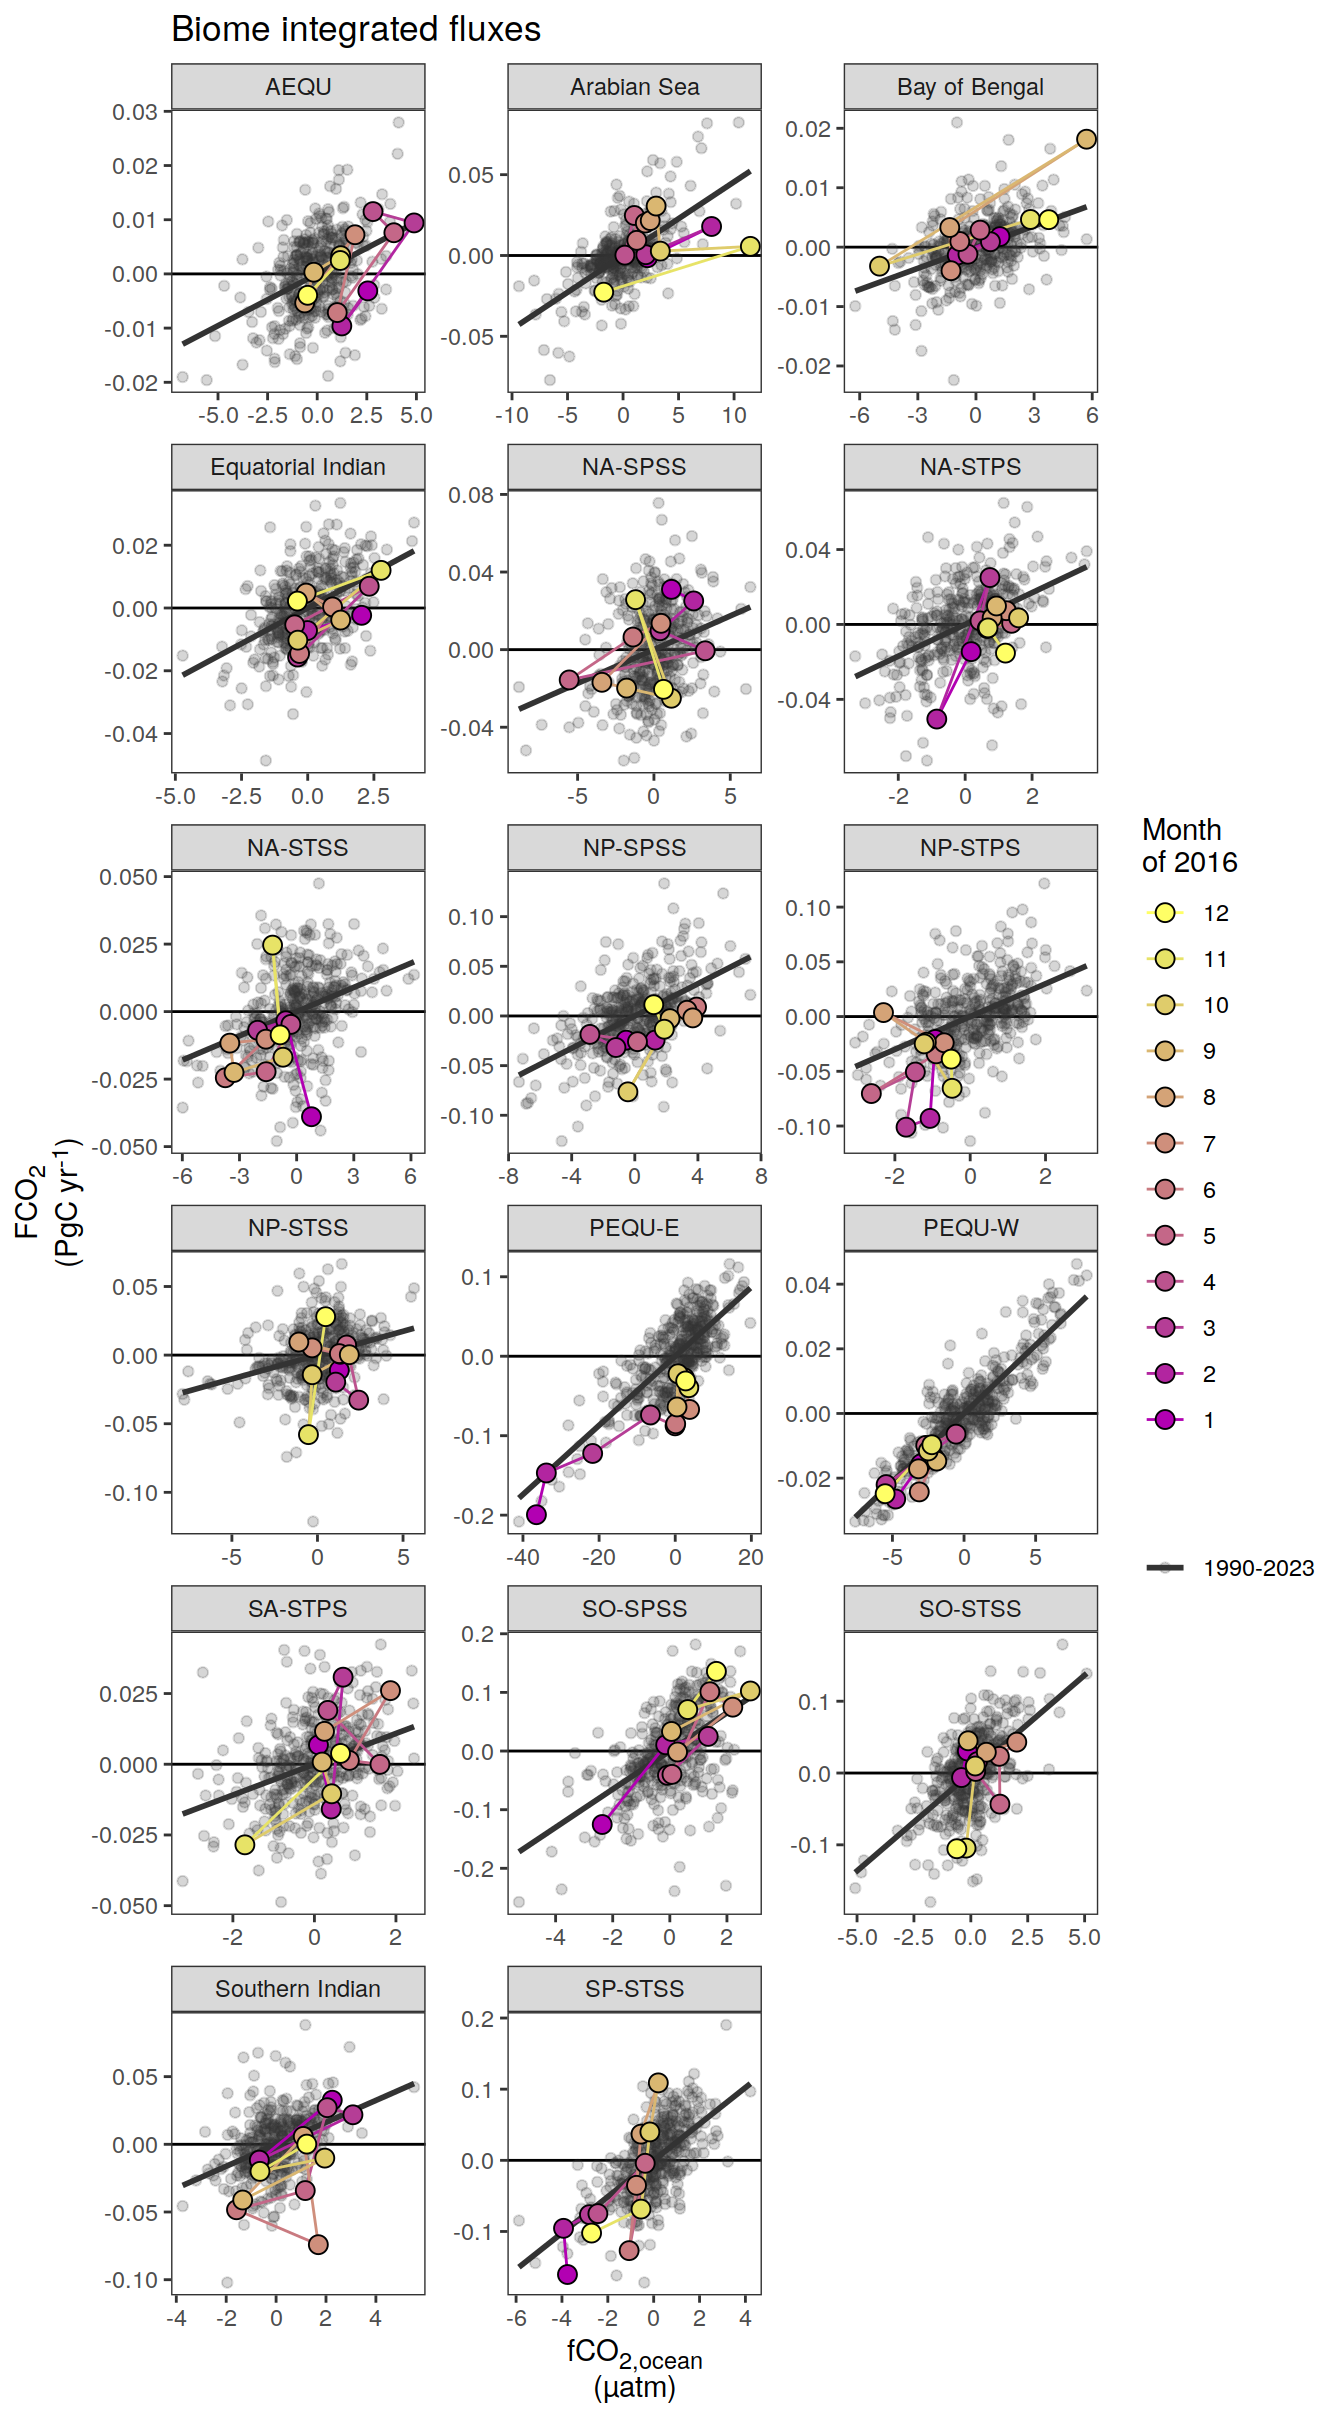 Biome integrated fluxes
AEQU
Arabian Sea
Bay of Bengal
0.03
0.02
0.01
0.00
-0.01
-0.02
0.05
0.00
-0.05
0.02
0.01
0.00
-0.01
-0.02
-5.0 -2.5 0.0 2.5 5.0
-10 -5 0 5 10
-6 -3 0 3 6
Equatorial Indian
NA-SPSS
NA-STPS
0.02
0.00
-0.02
-0.04
0.08
0.04
0.00
-0.04
0.04
0.00
-0.04
-5.0 -2.5 0.0 2.5
-5 0 5
-2 0 2
NA-STSS
NP-SPSS
NP-STPS
0.050
0.025
0.000
-0.025
-0.050
0.10
0.05
0.00
-0.05
-0.10
0.10
0.05
0.00
-0.05
-0.10
-6 -3 0 3 6
-8 -4 0 4 8
-2 0 2
NP-STSS
PEQU-E
PEQU-W
0.05
0.00
-0.05
-0.10
0.1
0.0
-0.1
-0.2
0.04
0.02
0.00
-0.02
-5 0 5
-40 -20 0 20
-5 0 5
SA-STPS
SO-SPSS
SO-STSS
0.025
0.000
-0.025
-0.050
0.2
0.1
0.0
-0.1
-0.2
0.1
0.0
-0.1
-2 0 2
-4 -2 0 2
-5.0 -2.5 0.0 2.5 5.0
Southern Indian
SP-STSS
0.05
0.00
-0.05
-0.10
0.2
0.1
0.0
-0.1
-4 -2 0 2 4
-6 -4 -2 0 2 4
FCO2
(PgC yr-1)
fCO2,ocean
(µatm)
Month
of 2016
12
11
10
9
8
7
6
5
4
3
2
1
1990-2023